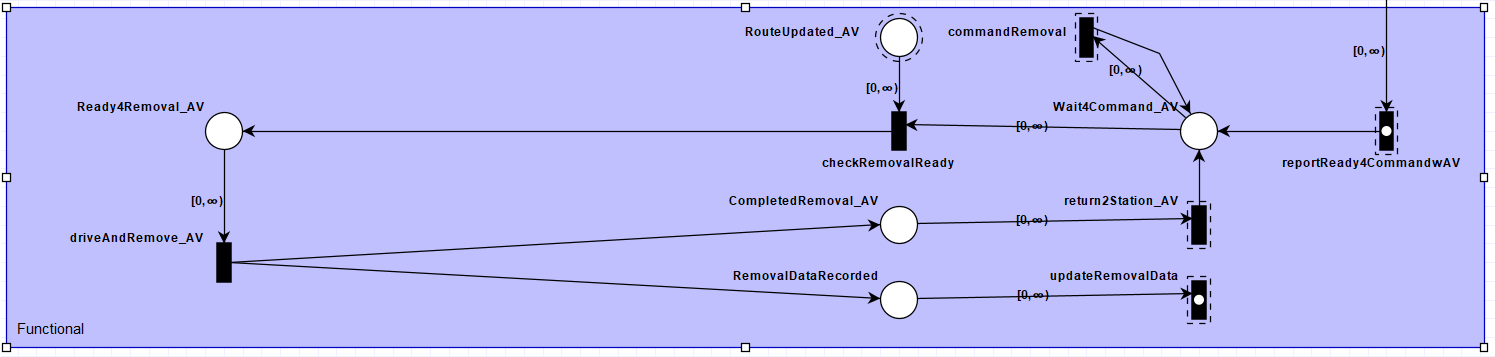 RouteUpdated_AV
commandRemoval
[0,∞)
[0,∞)
[0,∞)
Ready4Removal_AV
Wait4Command_AV
[0,∞)
checkRemovalReady
reportReady4CommandwAV
[0,∞)
CompletedRemoval_AV
return2Station_AV
[0,∞)
driveAndRemove_AV
RemovalDataRecorded
updateRemovalData
[0,∞)
Functional